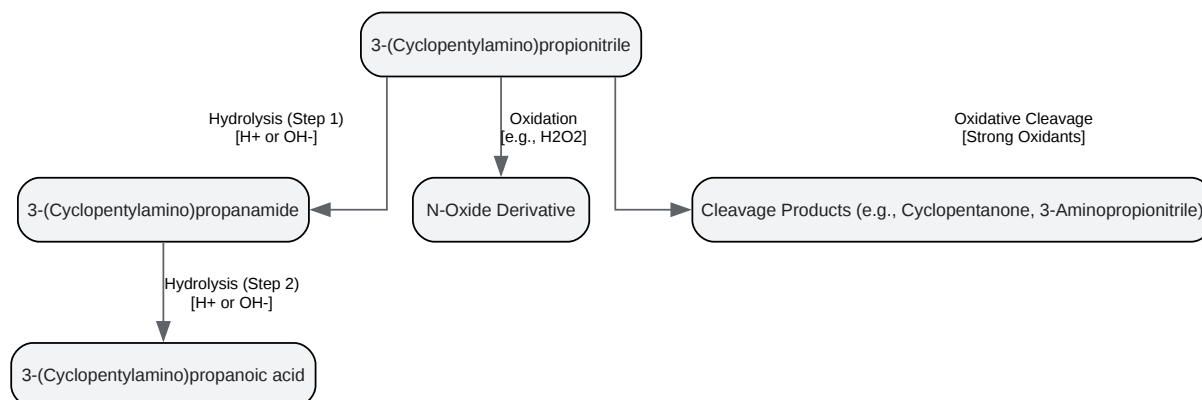 3-(Cyclopentylamino)propionitrile
Hydrolysis (Step 1)
[H+ or OH-]
Oxidation
[e.g., H2O2]
Oxidative Cleavage
[Strong Oxidants]
3-(Cyclopentylamino)propanamide
N-Oxide Derivative
Cleavage Products (e.g., Cyclopentanone, 3-Aminopropionitrile)
Hydrolysis (Step 2)
[H+ or OH-]
3-(Cyclopentylamino)propanoic acid